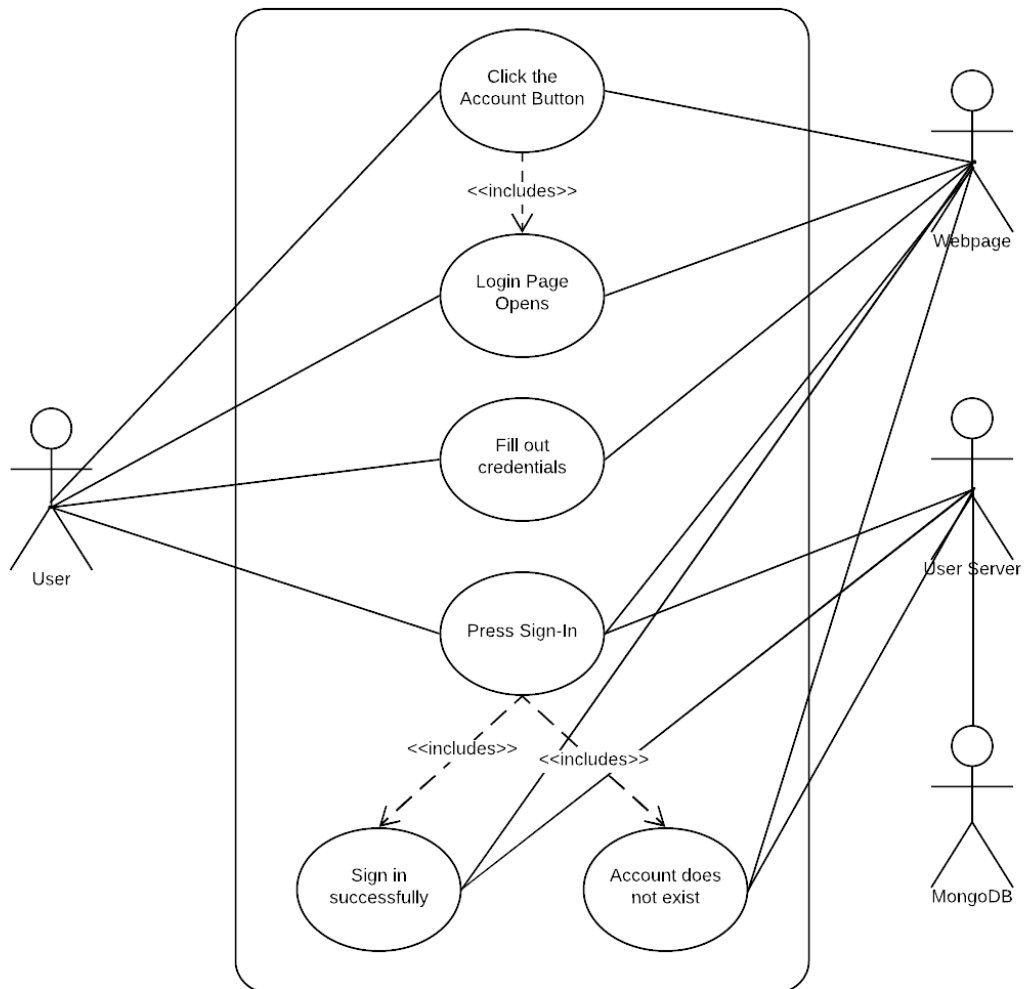 Click the
Account Button
<<includes>>
Webpage
Login Page
Opens
Fill out
credentials
User
User Server
Press Sign-In
<<includes>>
<<includes>>
Sign in
successfully
Account does
not exist
MongoDB